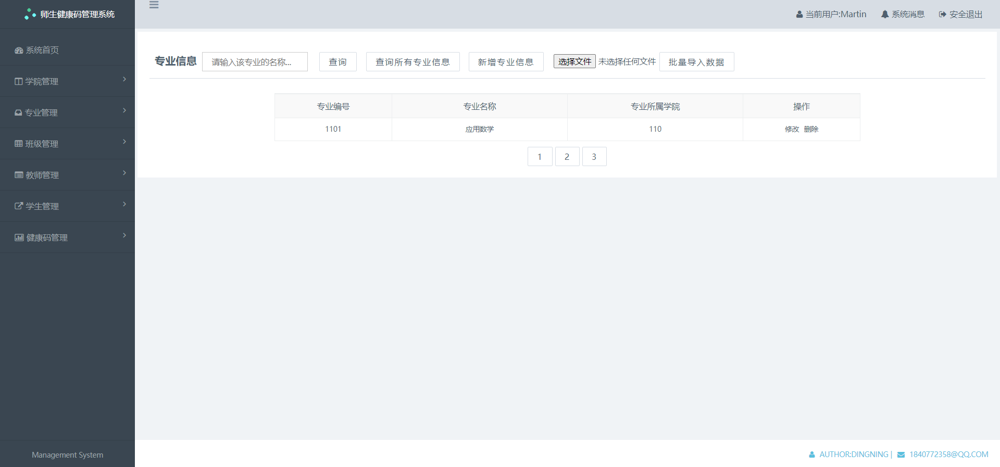 师生健康码管理系统
当前用户:Martin 系统消息 安全退出
系统首页
学院管理
专业管理
班级管理
教师管理
学生管理
健康码管理
Management System
专业信息 请输入该专业的名称... 查询 查询所有专业信息 新增专业信息 选择文件 未选择任何文件 批量导入数据
专业编号 专业名称 专业所属学院 操作
1101 应用数学 110 修改 删除
1 2 3
AUTHOR:DINGNING | 1840772358@QQ.COM